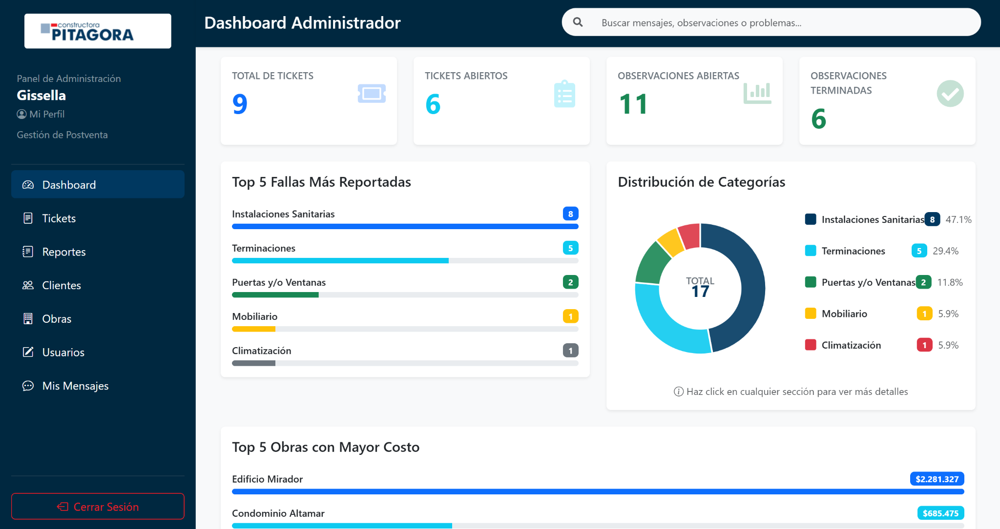 constructora
PITAGORA
Panel de Administración
Gissella
Mi Perfil
Gestión de Postventa
Dashboard
Tickets
Reportes
Clientes
Obras
Usuarios
Mis Mensajes
Cerrar Sesión
Dashboard Administrador
Buscar mensajes, observaciones o problemas...
TOTAL DE TICKETS
9
TICKETS ABIERTOS
6
OBSERVACIONES ABIERTAS
11
OBSERVACIONES
TERMINADAS
6
Top 5 Fallas Más Reportadas
Instalaciones Sanitarias 8
Terminaciones 5
Puertas y/o Ventanas 2
Mobiliario 1
Climatización 1
Distribución de Categorías
TOTAL
17
Instalaciones Sanitarias 8 47.1%
Terminaciones 5 29.4%
Puertas y/o Ventanas 2 11.8%
Mobiliario 1 5.9%
Climatización 1 5.9%
Haz click en cualquier sección para ver más detalles
Top 5 Obras con Mayor Costo
Edificio Mirador $2.281.327
Condominio Altamar $685.475